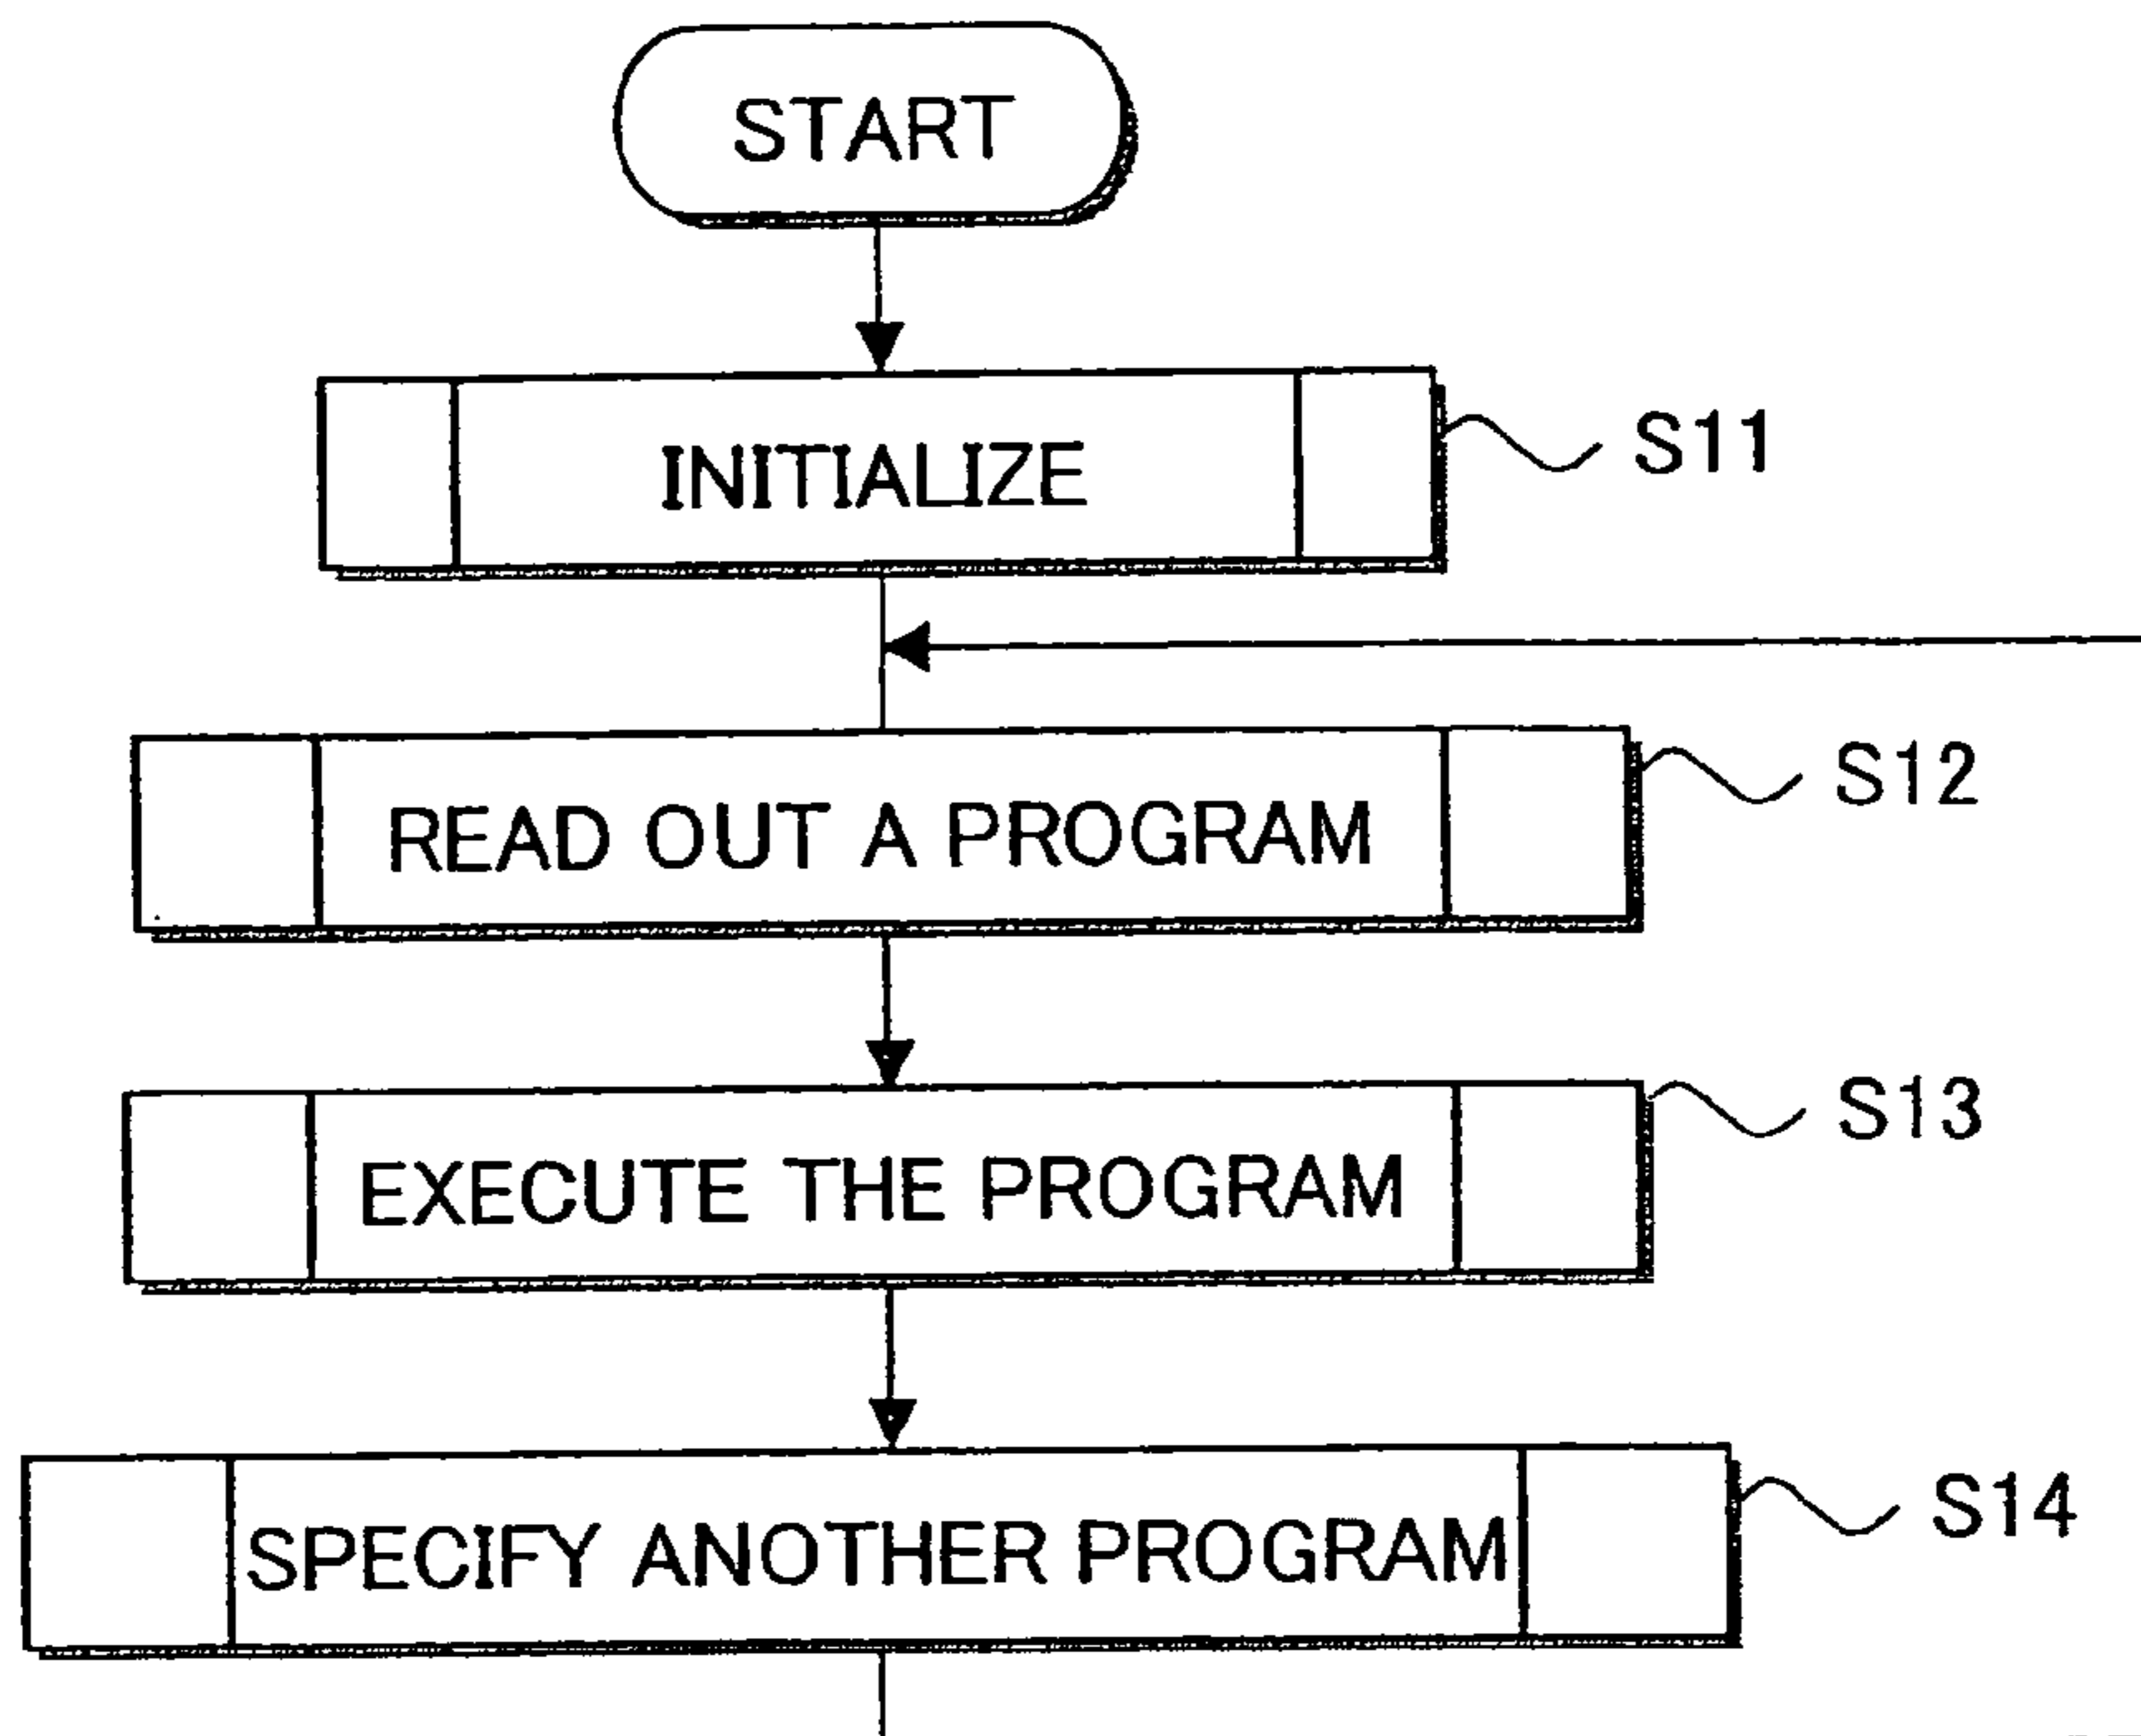 START
INITIALIZE
S11
READ OUT A PROGRAM
S12
EXECUTE THE PROGRAM
S13
SPECIFY ANOTHER PROGRAM
S14